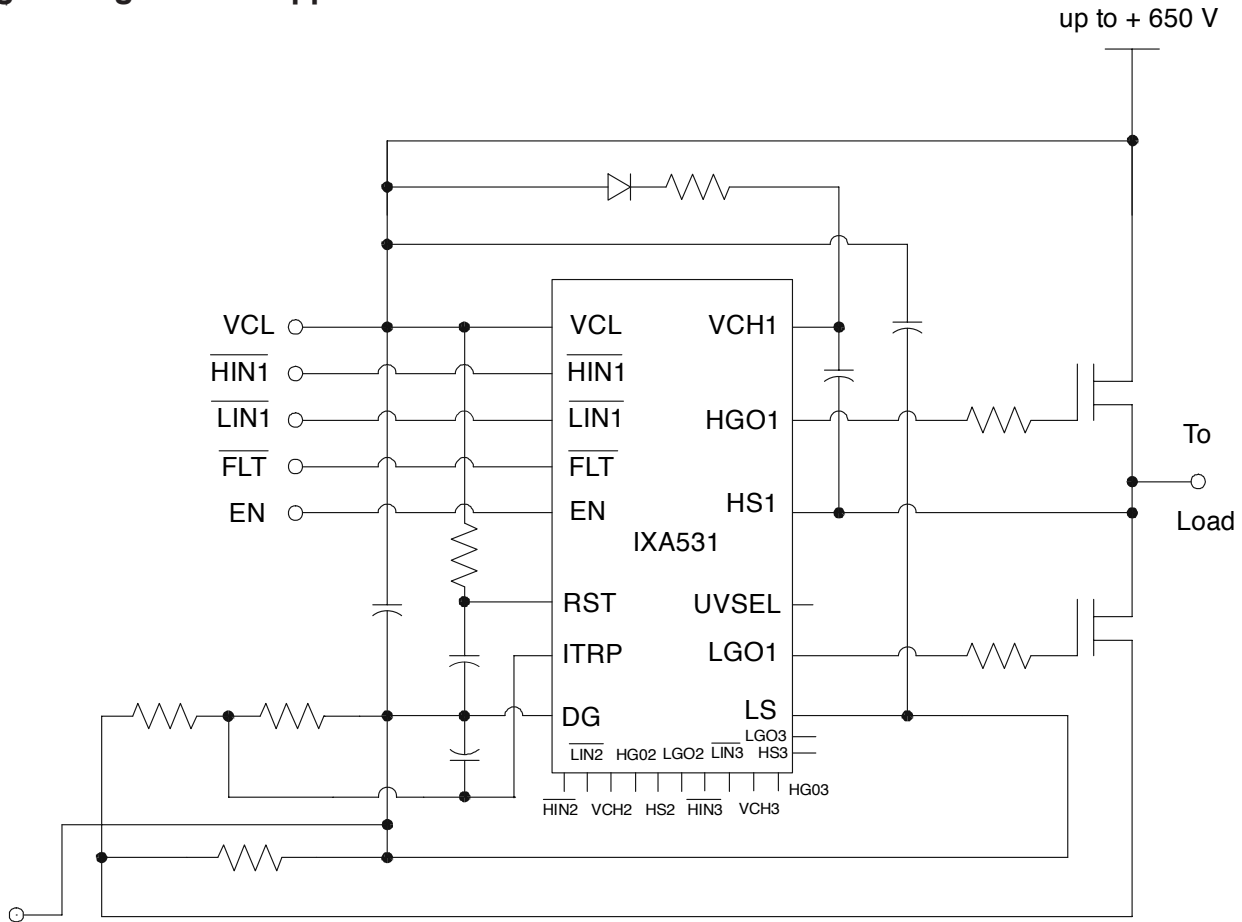 up to + 650 V
VCL
HIN1
LIN1
FLT
EN
VCL
HIN1
LIN1
FLT
EN
RST
ITRP
DG
VCH1
HGO1
HS1
IXA531
UVSEL
LGO1
LS
LGO3
HS3
LIN2 HG02 LGO2 LIN3
HIN2 VCH2 HS2 HIN3 VCH3 HG03
To
Load